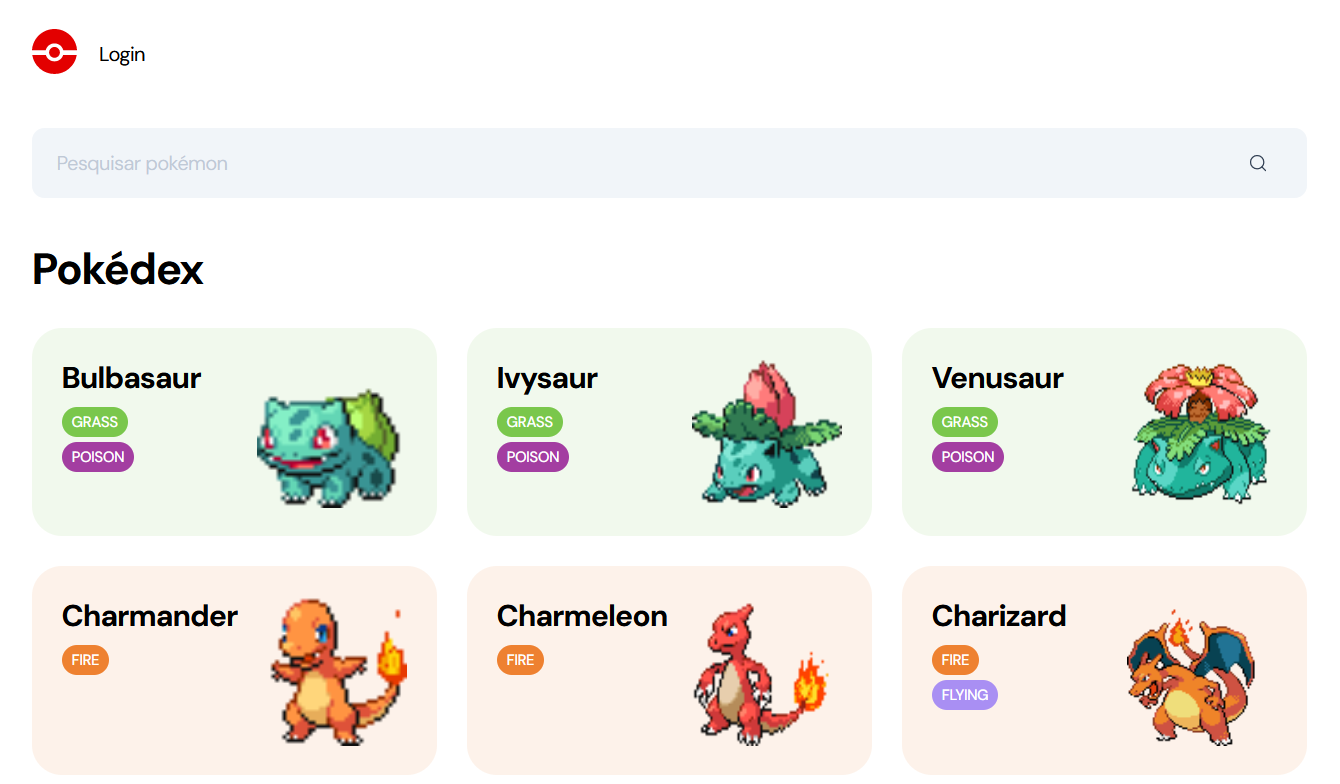 Login
Pesquisar pokémon
Pokédex
Bulbasaur
GRASS
POISON
Ivysaur
GRASS
POISON
Venusaur
GRASS
POISON
Charmander
FIRE
Charmeleon
FIRE
Charizard
FIRE
FLYING